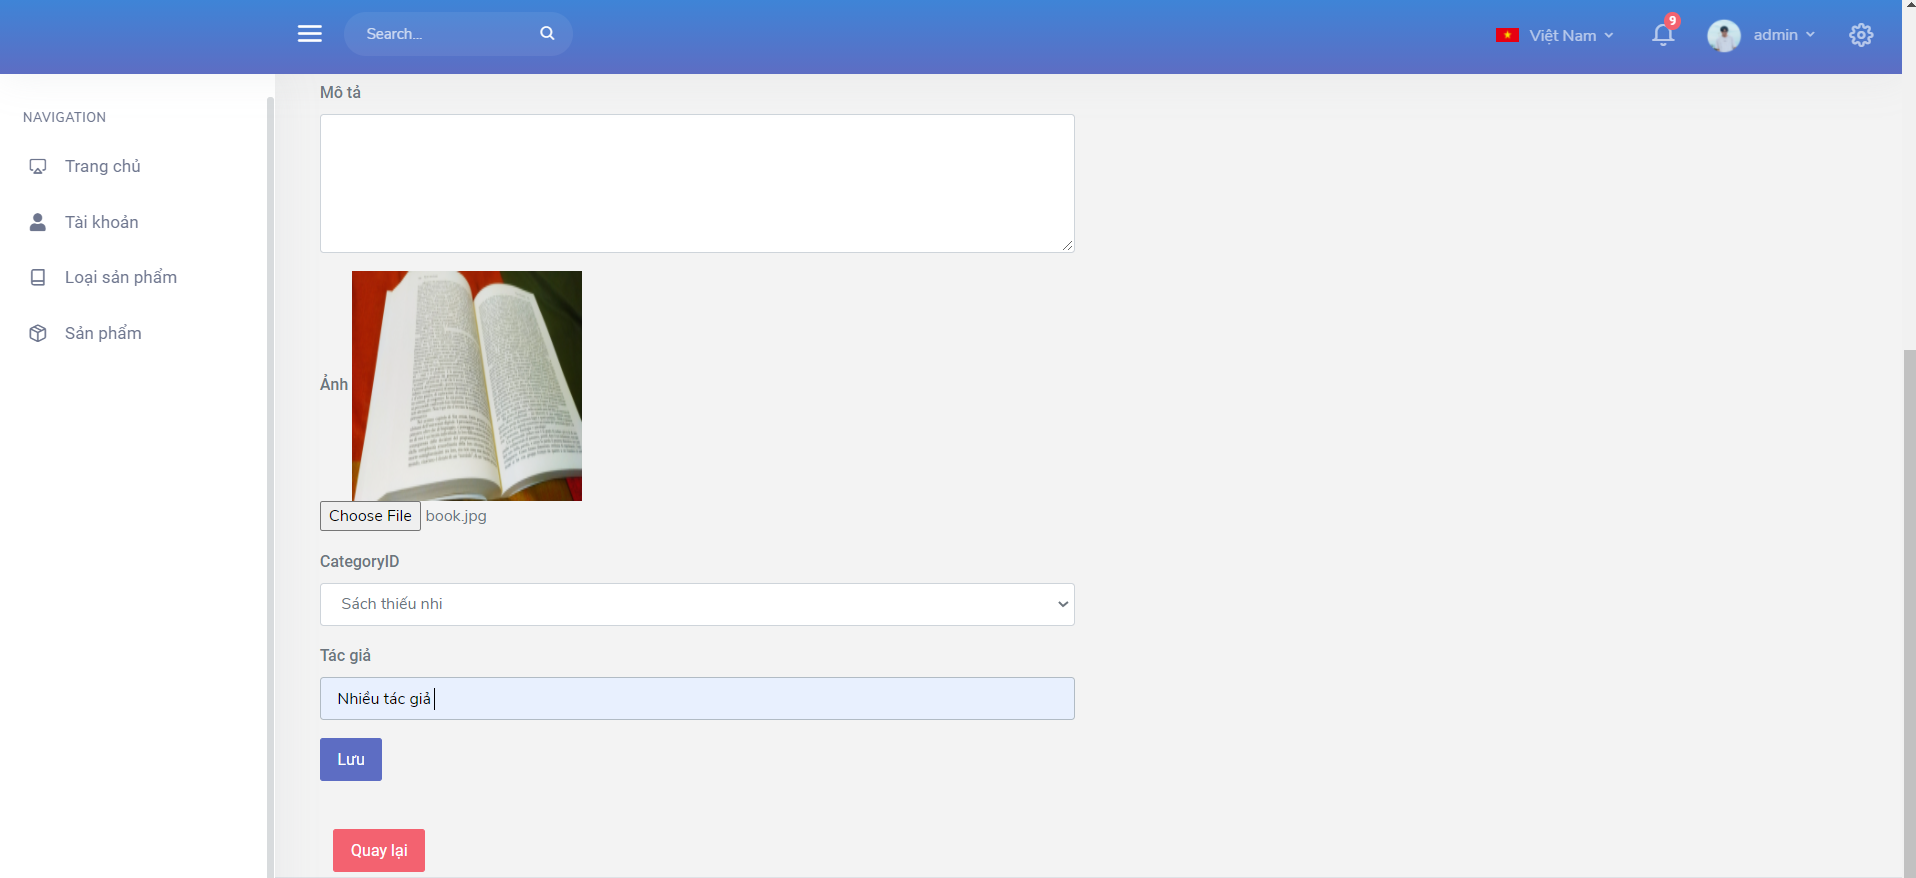 Search...
Việt Nam
9
admin
NAVIGATION
Trang chủ
Tài khoản
Loại sản phẩm
Sản phẩm
Mô tả
Ảnh
Choose File book.jpg
CategoryID
Sách thiếu nhi
Tác giả
Nhiều tác giả
Lưu
Quay lại